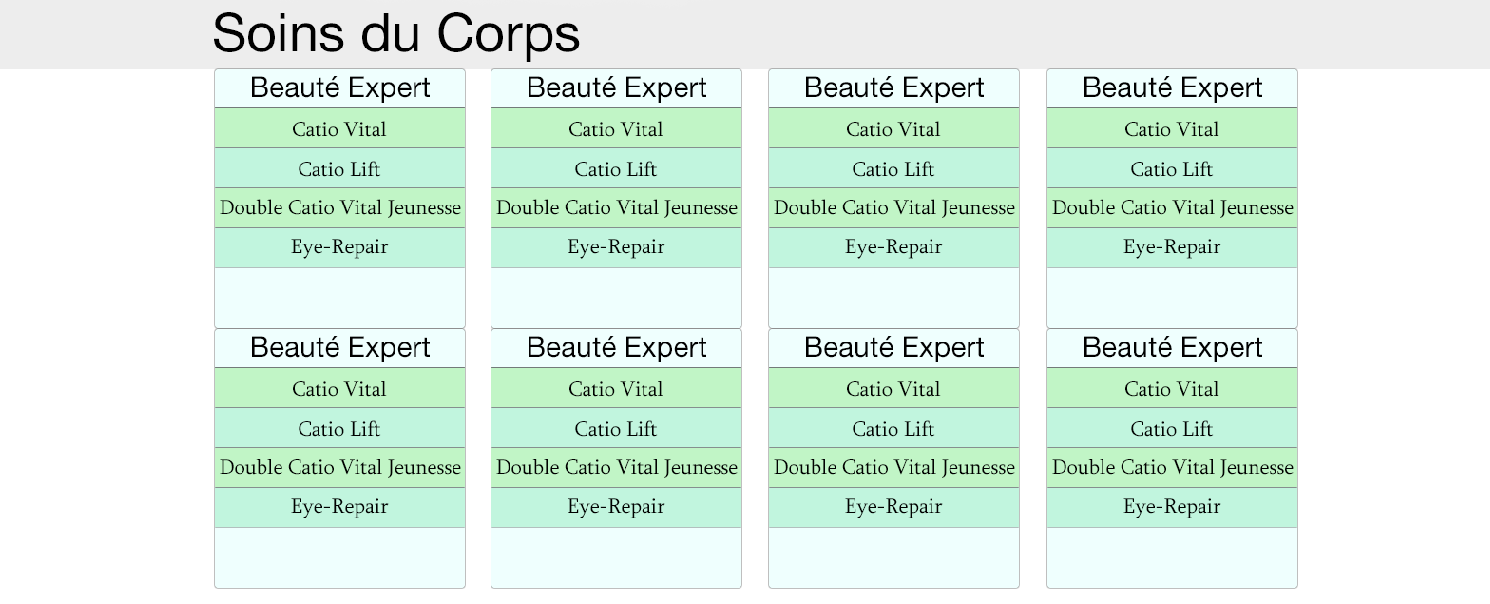 Soins du Corps
Beauté Expert
Catio Vital
Catio Lift
Double Catio Vital Jeunesse
Eye-Repair
Beauté Expert
Catio Vital
Catio Lift
Double Catio Vital Jeunesse
Eye-Repair
Beauté Expert
Catio Vital
Catio Lift
Double Catio Vital Jeunesse
Eye-Repair
Beauté Expert
Catio Vital
Catio Lift
Double Catio Vital Jeunesse
Eye-Repair
Beauté Expert
Catio Vital
Catio Lift
Double Catio Vital Jeunesse
Eye-Repair
Beauté Expert
Catio Vital
Catio Lift
Double Catio Vital Jeunesse
Eye-Repair
Beauté Expert
Catio Vital
Catio Lift
Double Catio Vital Jeunesse
Eye-Repair
Beauté Expert
Catio Vital
Catio Lift
Double Catio Vital Jeunesse
Eye-Repair